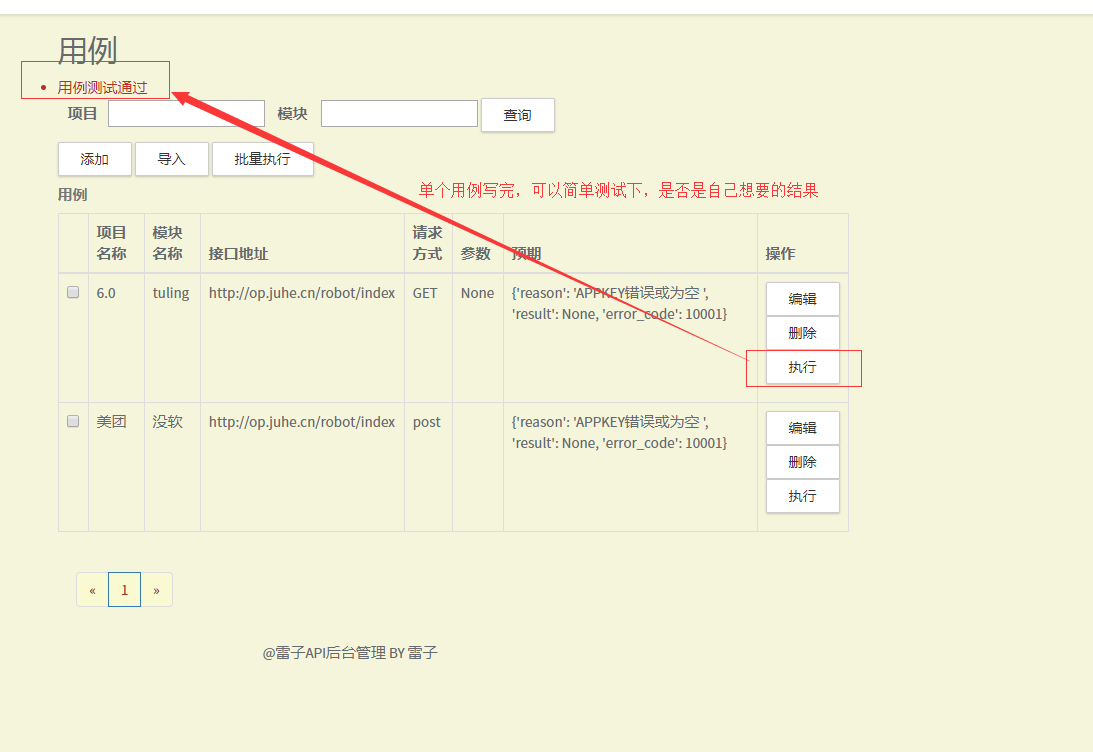 用例
用例测试通过
项目 模块 查询
添加 导入 批量执行
单个用例写完，可以简单测试下，是否是自己想要的结果
用例
项目名称 模块名称 接口地址 请求方式 参数 预期 操作
6.0 tuling http://op.juhe.cn/robot/index GET None {'reason': 'APPKEY错误或为空 ',
'result': None, 'error_code': 10001}
编辑
删除
执行
美团 没软 http://op.juhe.cn/robot/index post {'reason': 'APPKEY错误或为空 ',
'result': None, 'error_code': 10001}
编辑
删除
执行
« 1 »
@雷子API后台管理 BY 雷子